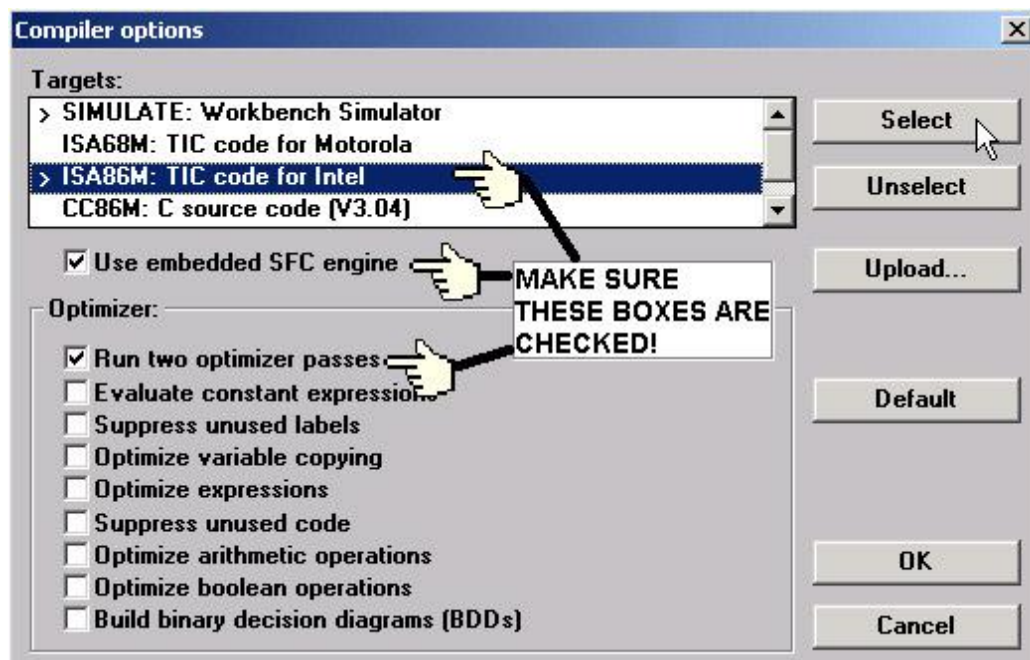 Compiler options
Targets:
> SIMULATE: Workbench Simulator
ISA68M: TIC code for Motorola
> ISA86M: TIC code for Intel
CC86M: C source code (V3.04)
Select
Unselect
Upload...
Use embedded SFC engine
MAKE SURE
THESE BOXES ARE
CHECKED!
Optimizer:
Run two optimizer passes
Evaluate constant expressions
Suppress unused labels
Optimize variable copying
Optimize expressions
Suppress unused code
Optimize arithmetic operations
Optimize boolean operations
Build binary decision diagrams (BDDs)
Default
OK
Cancel